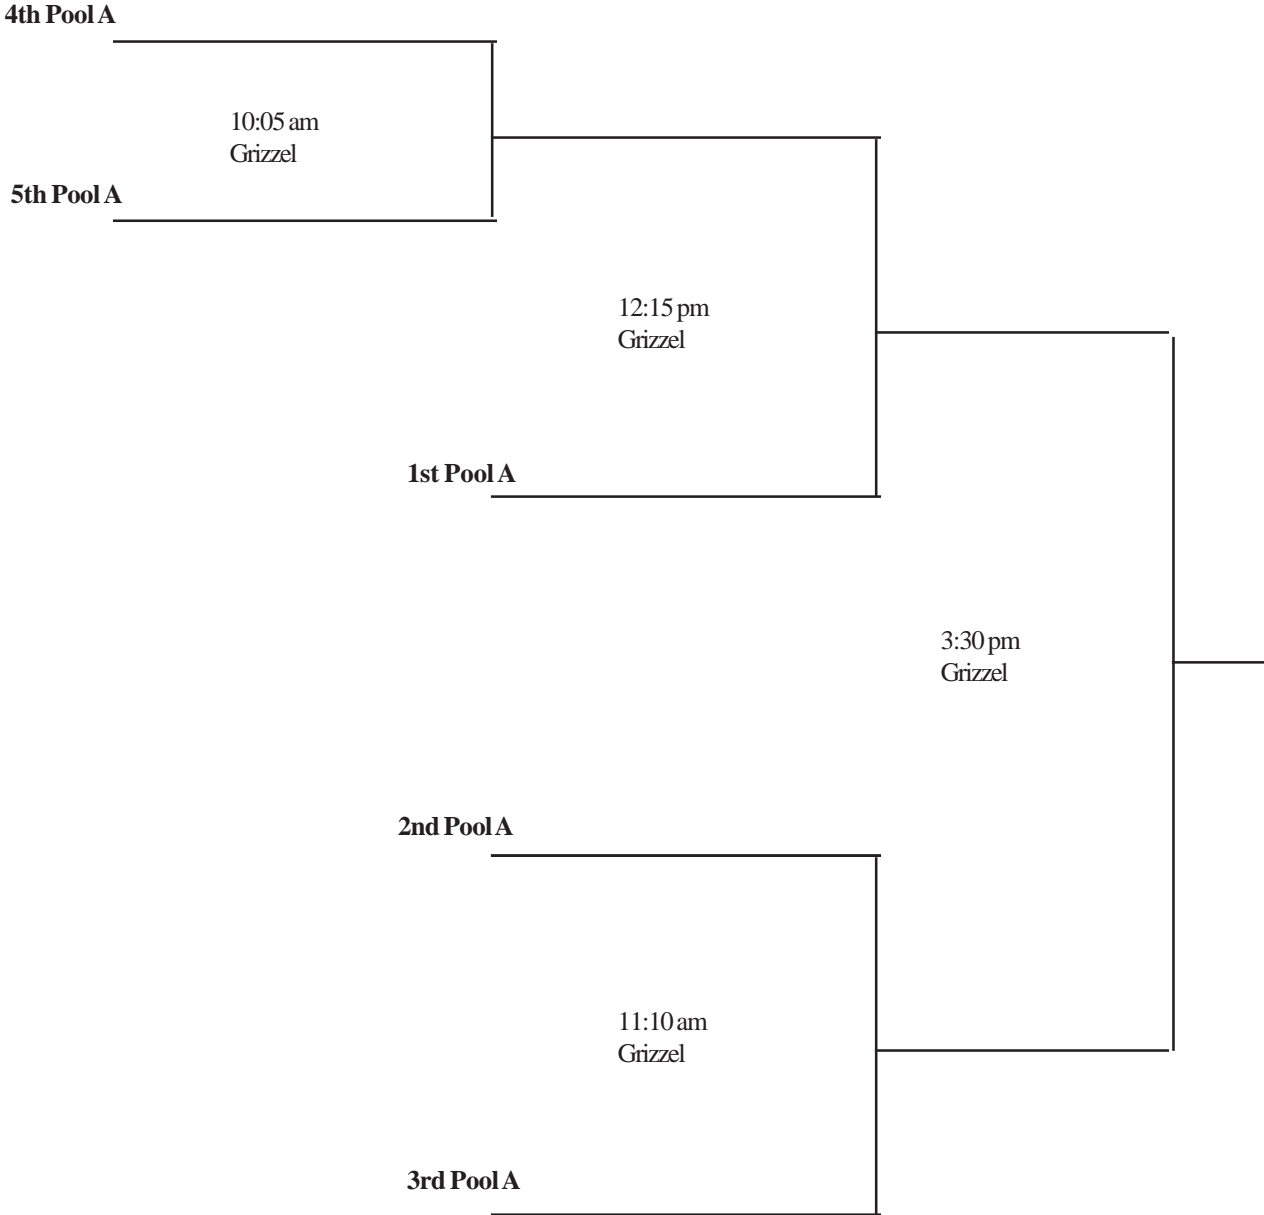 4th Pool A
10:05 am
Grizzel
5th Pool A
12:15 pm
Grizzel
1st Pool A
3:30 pm
Grizzel
2nd Pool A
11:10 am
Grizzel
3rd Pool A